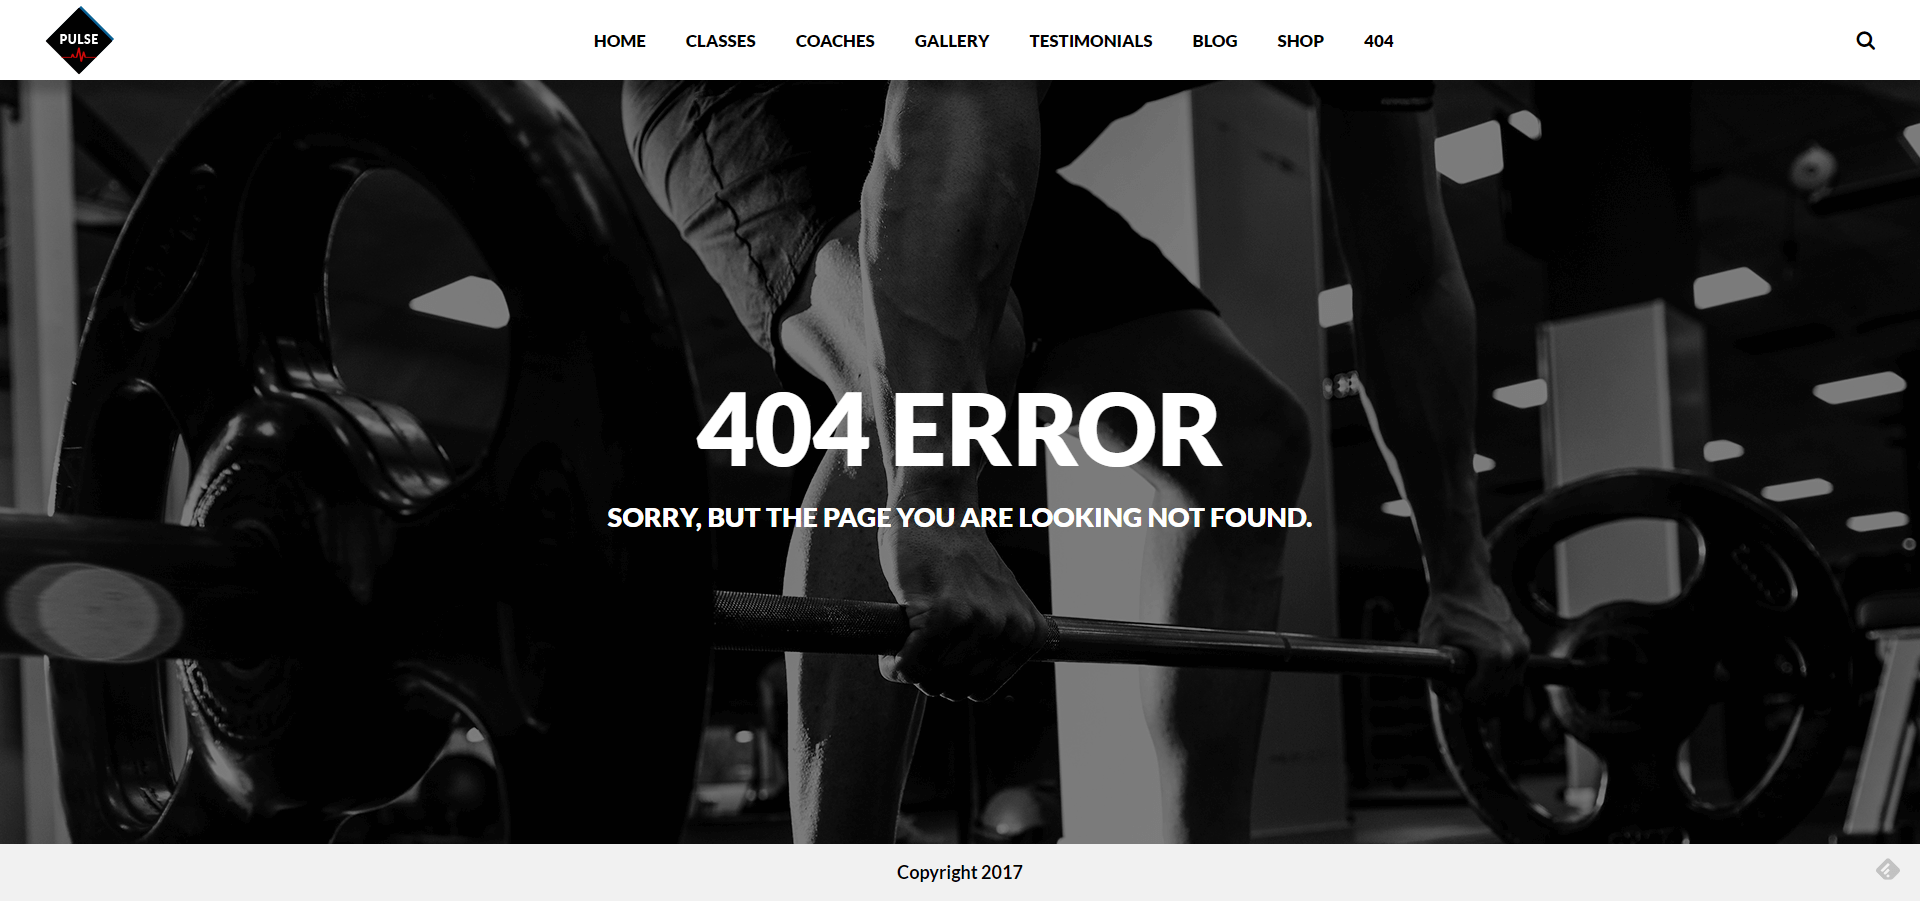 PULSE
HOME CLASSES COACHES GALLERY TESTIMONIALS BLOG SHOP 404
404 ERROR
SORRY, BUT THE PAGE YOU ARE LOOKING NOT FOUND.
Copyright 2017